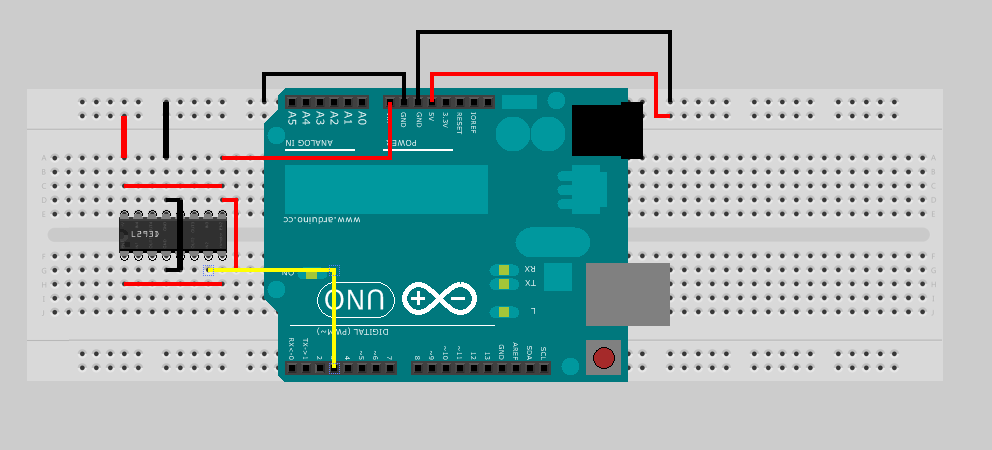 A5
A4
A3
A2
A1
A0
ANALOG IN
GND
GND
5V
3.3V
RESET
IOREF
POWER
www.arduino.cc
L293D
ON
RX
TX
L
UNO
DIGITAL (PWM~)
RX<-0
TX->1
2
4
~5
~6
7
8
~9
~10
~11
12
13
GND
AREF
SDA
SCL
A
B
C
D
E
F
G
H
A
B
C
D
E
F
G
H